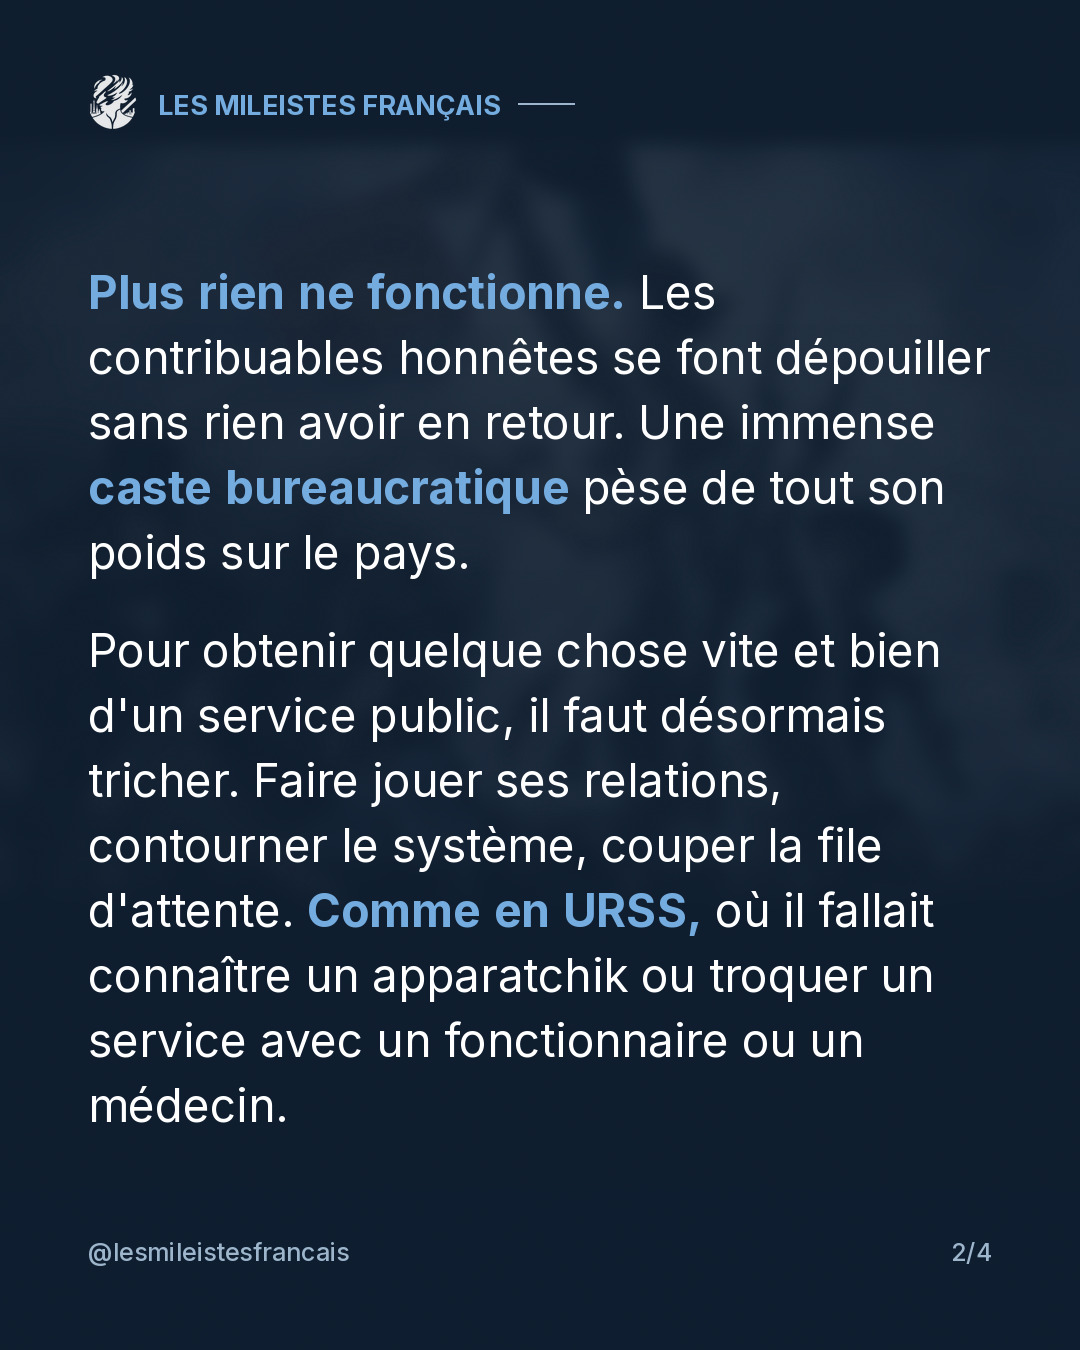 LES MILEISTES FRANÇAIS
Plus rien ne fonctionne. Les
contribuables honnêtes se font dépouiller
sans rien avoir en retour. Une immense
caste bureaucratique pèse de tout son
poids sur le pays.
Pour obtenir quelque chose vite et bien
d'un service public, il faut désormais
tricher. Faire jouer ses relations,
contourner le système, couper la file
d'attente. Comme en URSS, où il fallait
connaître un apparatchik ou troquer un
service avec un fonctionnaire ou un
médecin.
@lesmileistesfrancais
2/4